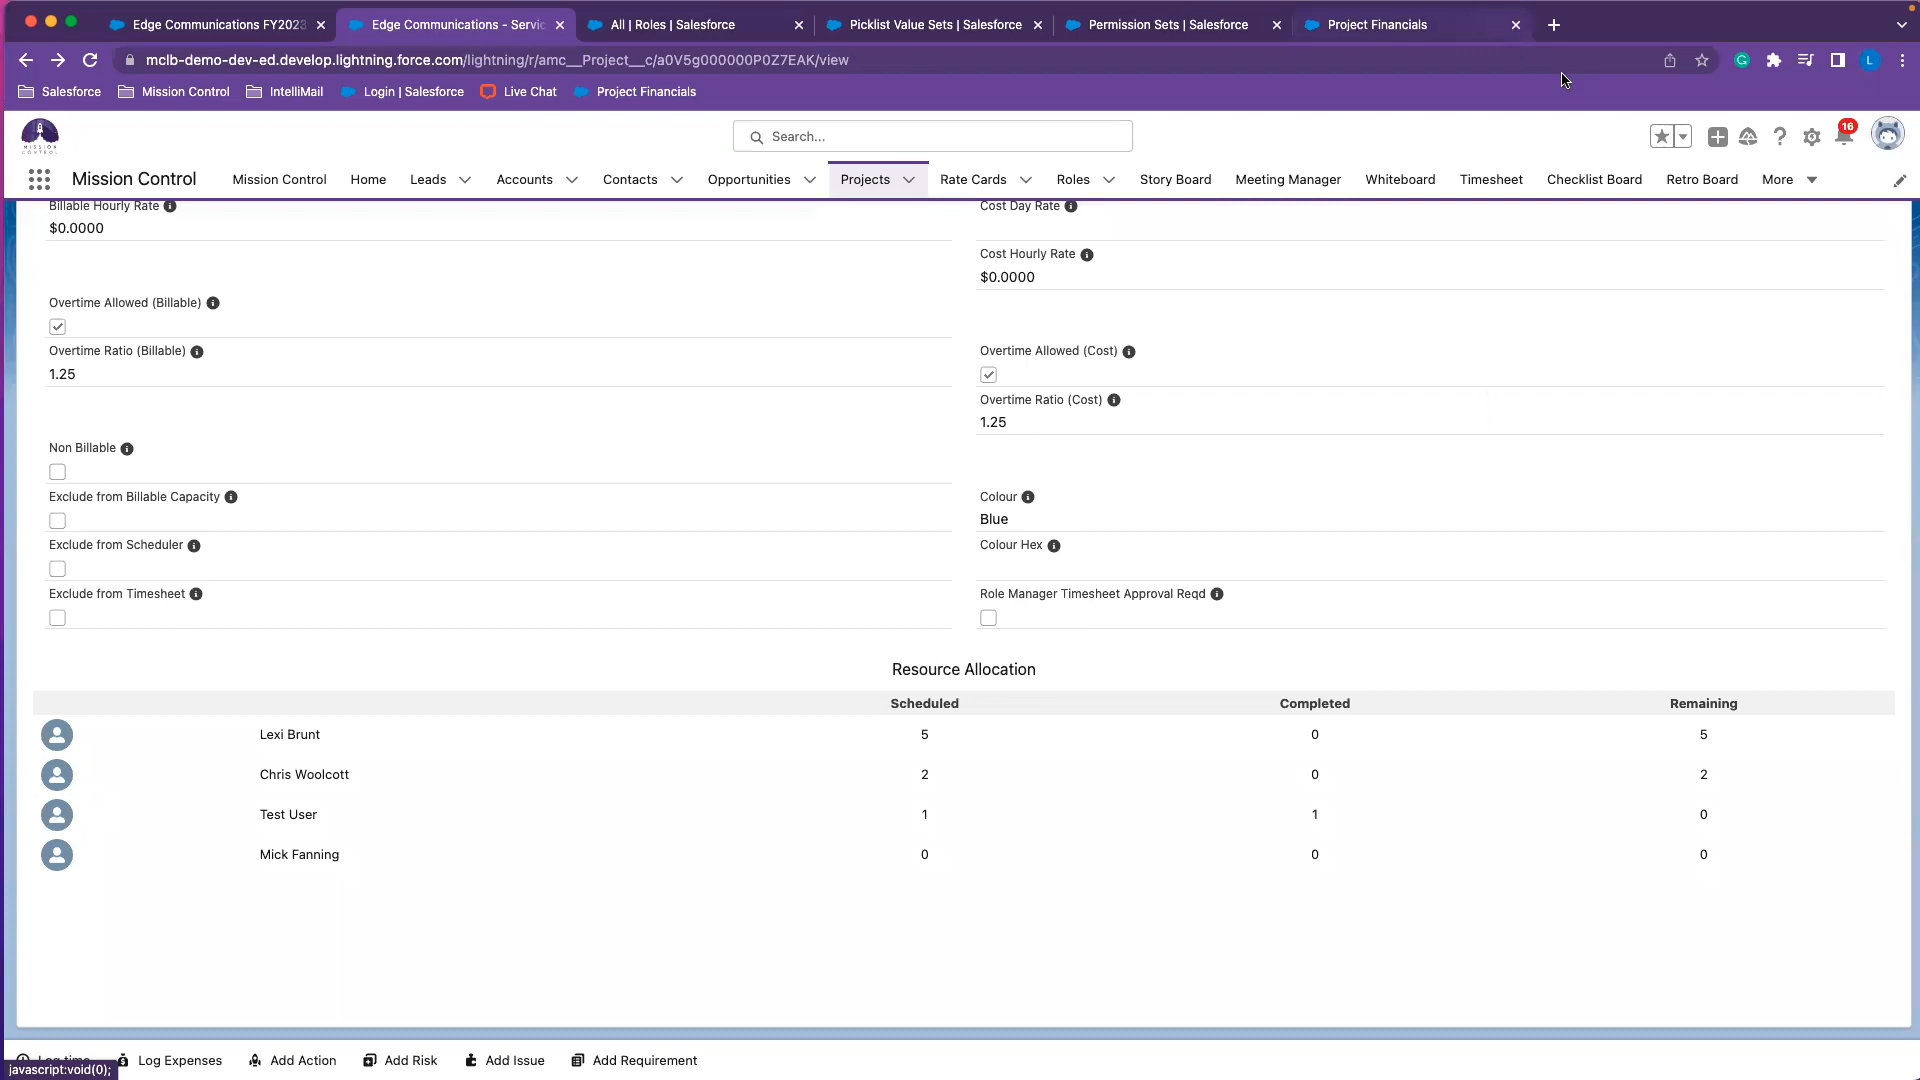 Edge Communications FY2023
Edge Communications - Servic
All | Roles | Salesforce
Picklist Value Sets | Salesforce
Permission Sets | Salesforce
Project Financials
mclb-demo-dev-ed.develop.lightning.force.com/lightning/r/amc__Project__c/a0V5g000000P0Z7EAK/view
L
Salesforce
Mission Control
IntelliMail
Login | Salesforce
Live Chat
Project Financials
MISSION
CONTROL
Search...
16
Mission Control
Mission Control
Home
Leads
Accounts
Contacts
Opportunities
Projects
Rate Cards
Roles
Story Board
Meeting Manager
Whiteboard
Timesheet
Checklist Board
Retro Board
More
Billable Hourly Rate
$0.0000
Cost Day Rate
Cost Hourly Rate
$0.0000
Overtime Allowed (Billable)
Overtime Ratio (Billable)
1.25
Overtime Allowed (Cost)
Overtime Ratio (Cost)
1.25
Non Billable
Exclude from Billable Capacity
Colour
Blue
Exclude from Scheduler
Colour Hex
Exclude from Timesheet
Role Manager Timesheet Approval Reqd
Resource Allocation
Scheduled Completed Remaining
Lexi Brunt 5 0 5
Chris Woolcott 2 0 2
Test User 1 1 0
Mick Fanning 0 0 0
Log time
Log Expenses
Add Action
Add Risk
Add Issue
Add Requirement
javascript:void(0);